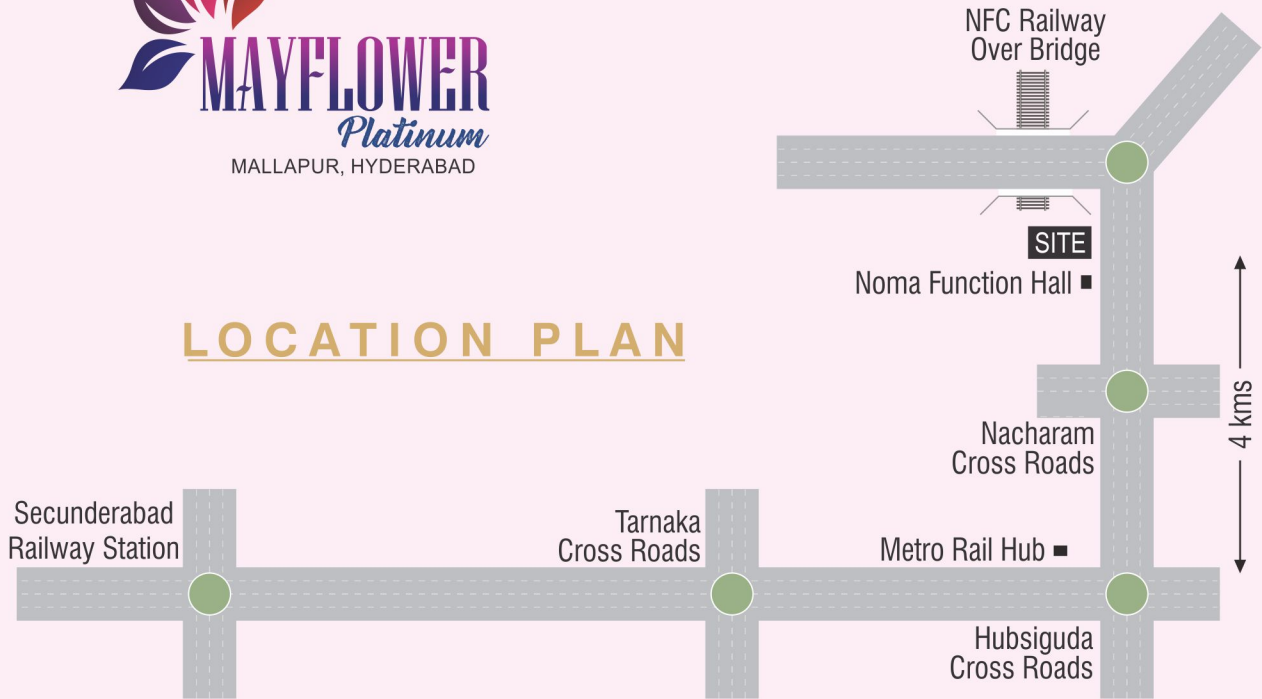 MAYFLOWER
Platinum
MALLAPUR, HYDERABAD
NFC Railway
Over Bridge
SITE
Noma Function Hall
LOCATION PLAN
4 kms
Nacharam
Cross Roads
Secunderabad
Railway Station
Tarnaka
Cross Roads
Metro Rail Hub
Hubsiguda
Cross Roads